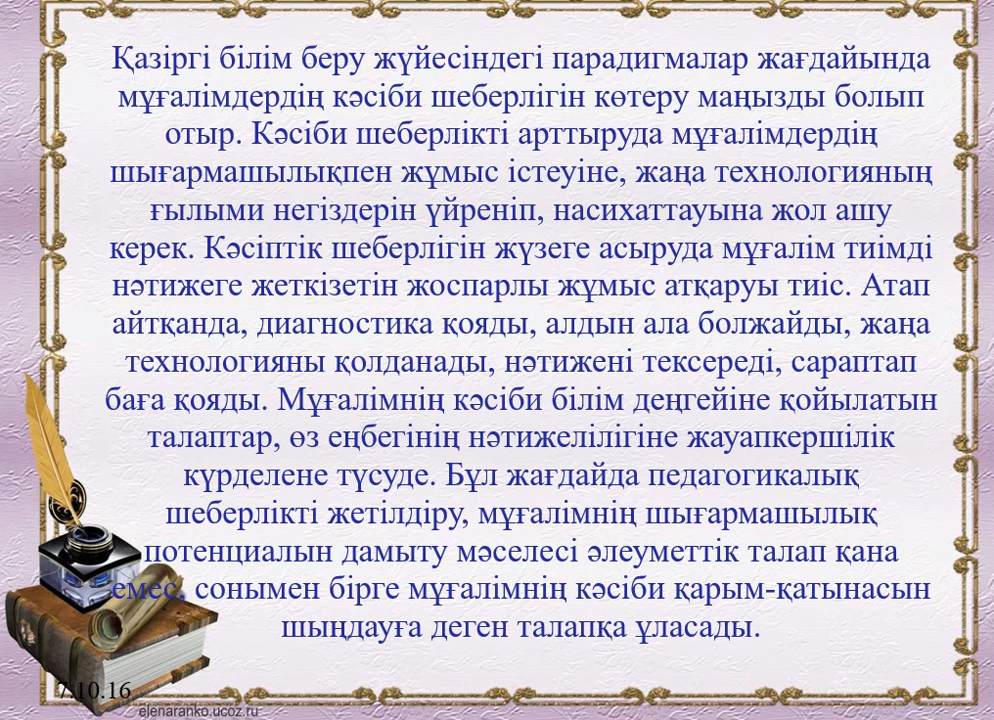 Қазіргі білім беру жүйесіндегі парадигмалар жағдайында
мұғалімдердің кәсіби шеберлігін көтеру маңызды болып
отыр. Кәсіби шеберлікті арттыруда мұғалімдердің
шығармашылықпен жұмыс істеуіне, жаңа технологияның
ғылыми негіздерін үйреніп, насихаттауына жол ашу
керек. Кәсіптік шеберлігін жүзеге асыруда мұғалім тиімді
нәтижеге жеткізетін жоспарлы жұмыс атқаруы тиіс. Атап
айтқанда, диагностика қояды, алдын ала болжайды, жаңа
технологияны қолданады, нәтижені тексереді, сараптап
баға қояды. Мұғалімнің кәсіби білім деңгейіне қойылатын
талаптар, өз еңбегінің нәтижелілігіне жауапкершілік
күрделене түсуде. Бұл жағдайда педагогикалық
шеберлікті жетілдіру, мұғалімнің шығармашылық
потенциалын дамыту мәселесі әлеуметтік талап қана
емес, сонымен бірге мұғалімнің кәсіби қарым-қатынасын
шыңдауға деген талапқа ұласады.
7.10.16
elenaranko.ucoz.ru